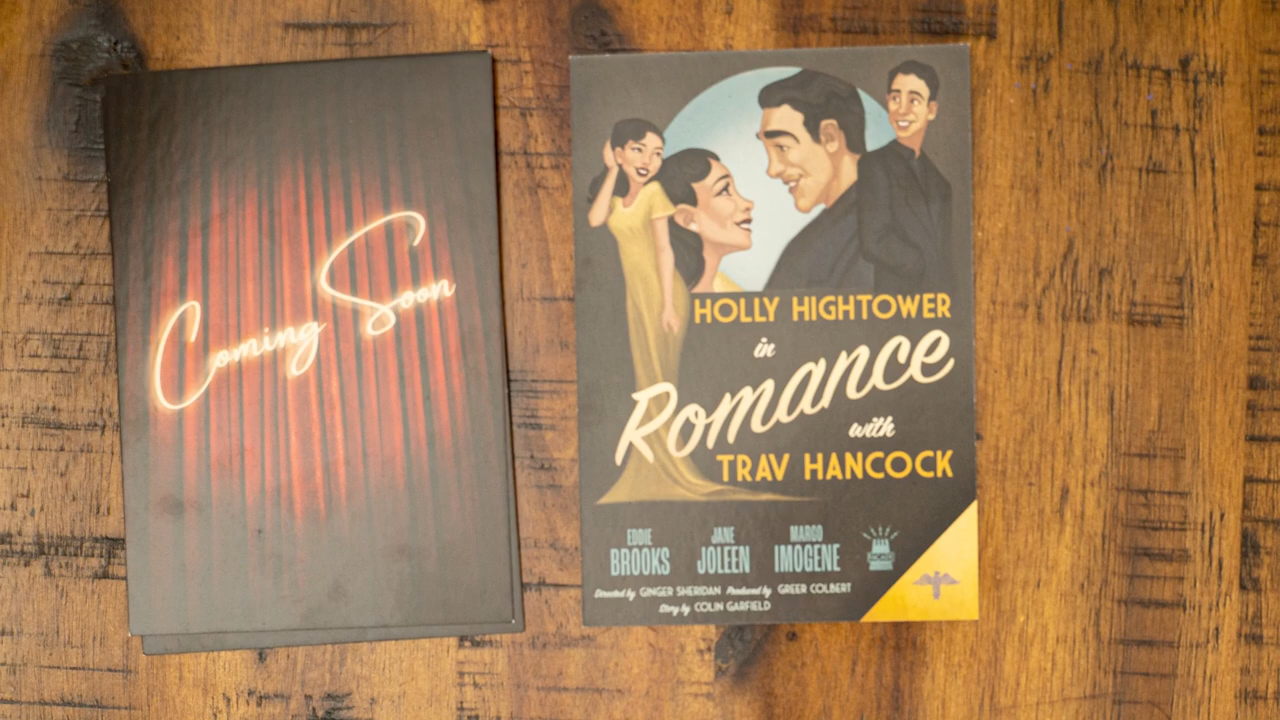 Coming Soon
HOLLY HIGHTOWER
in
Romance
with
TRAV HANCOCK
EDDIE BROOKS
JANE JOLEEN
MARGO IMOGENE
Directed by GINGER SHERIDAN Produced by GREER COLBERT
Story by COLIN GARFIELD